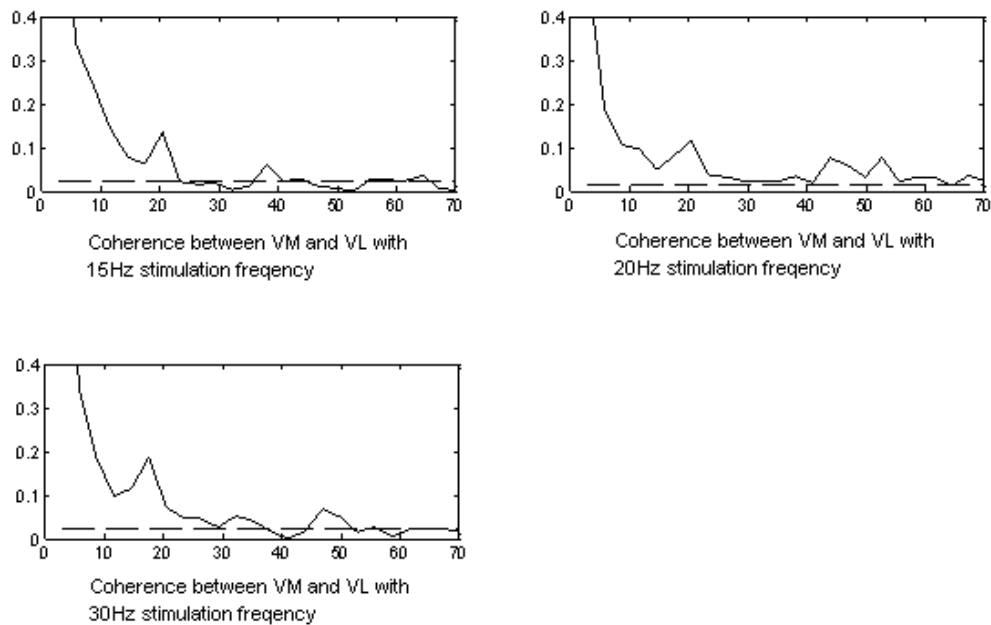 0.4
0.3
0.2
0.1
0
0 10 20 30 40 50 60 70
Coherence between VM and VL with
15Hz stimulation freqency
0.4
0.3
0.2
0.1
0
0 10 20 30 40 50 60 70
Coherence between VM and VL with
20Hz stimulation freqency
0.4
0.3
0.2
0.1
0
0 10 20 30 40 50 60 70
Coherence between VM and VL with
30Hz stimulation freqency